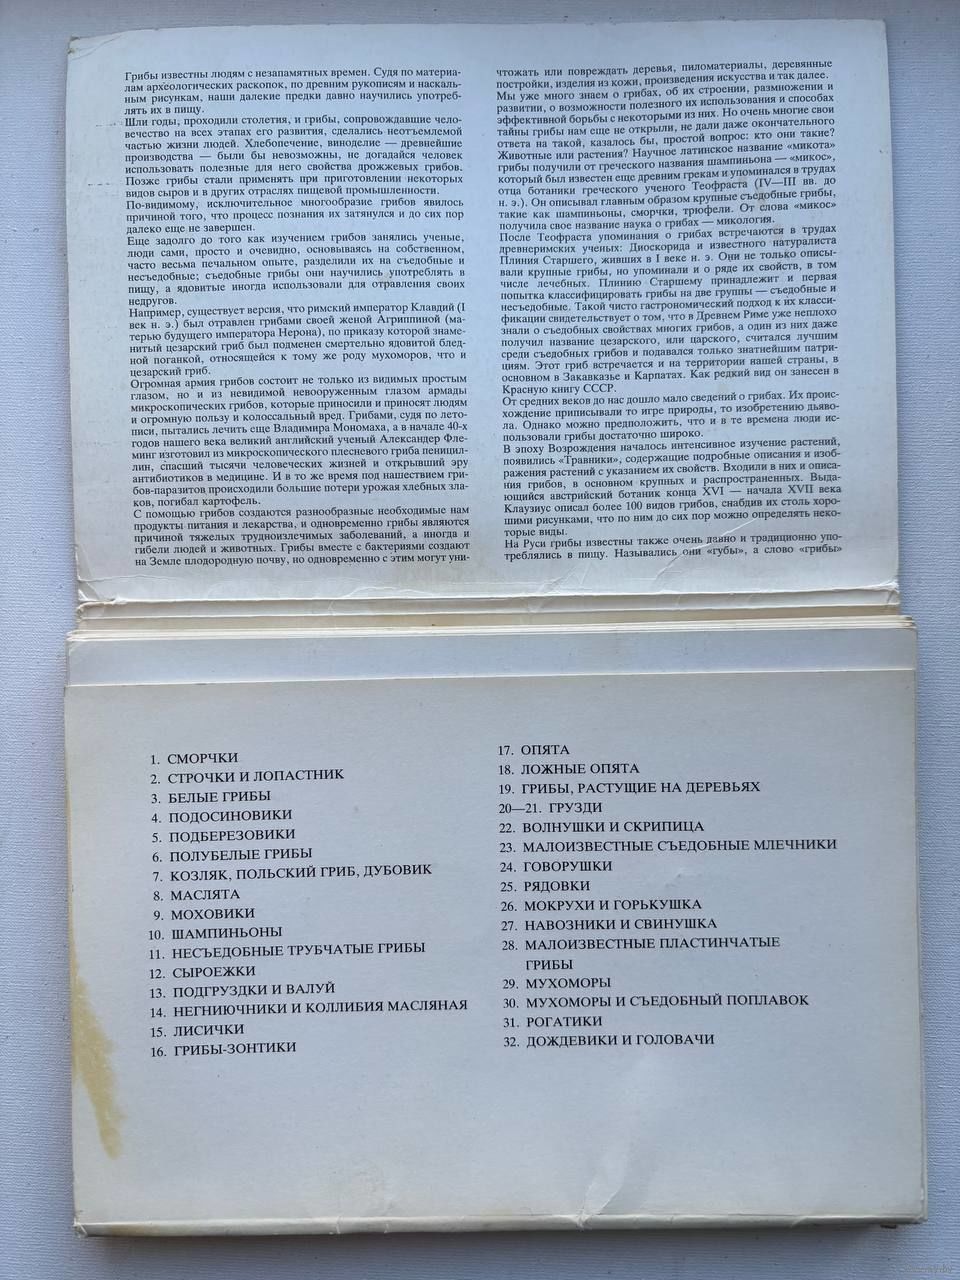 Грибы известны людям с незапамятных времен. Судя по материа-
лам археологических раскопок, по древним рукописям и наскаль-
ным рисункам, наши далекие предки давно научились употреб-
лять их в пищу.
Шли годы, проходили столетия, и грибы, сопровождавшие чело-
вечество на всех этапах его развития, сделались неотъемлемой
частью жизни людей. Хлебопечение, виноделие — древнейшие
производства — были бы невозможны, не догадайся человек
использовать полезные для него свойства дрожжевых грибов.
Позже грибы стали применять при приготовлении некоторых
видов сыров и в других отраслях пищевой промышленности.
По-видимому, исключительное многообразие грибов явилось
причиной того, что процесс познания их затянулся и до сих пор
далеко еще не завершен.
Еще задолго до того как изучением грибов занялись ученые,
люди сами, просто и очевидно, основываясь на собственном,
часто весьма печальном опыте, разделили их на съедобные и
несъедобные; съедобные грибы они научились употреблять в
пищу, а ядовитые иногда использовали для отравления своих
недругов.
Например, существует версия, что римский император Клавдий (I
век н. э.) был отравлен грибами своей женой Агриппиной (ма-
терью будущего императора Нерона), по приказу которой знаме-
нитый цезарский гриб был подменен смертельно ядовитой блед-
ной поганкой, относящейся к тому же роду мухоморов, что и
цезарский гриб.
Огромная армия грибов состоит не только из видимых простым
глазом, но и из невидимой невооруженным глазом армады
микроскопических грибов, которые приносили и приносят людям
и огромную пользу и колоссальный вред. Грибами, судя по лето-
писи, пытались лечить еще Владимира Мономаха, а в начале 40-х
годов нашего века великий английский ученый Александр Фле-
минг изготовил из микроскопического плесневого гриба пеницил-
лин, спасший тысячи человеческих жизней и открывший эру
антибиотиков в медицине. И в то же время под нашествием гри-
бов-паразитов происходили большие потери урожая хлебных зла-
ков, погибал картофель.
С помощью грибов создаются разнообразные необходимые нам
продукты питания и лекарства, и одновременно грибы являются
причиной тяжелых трудноизлечимых заболеваний, а иногда и
гибели людей и животных. Грибы вместе с бактериями создают
на Земле плодородную почву, но одновременно с этим могут уни-
чтожать или повреждать деревья, пиломатериалы, деревянные
постройки, изделия из кожи, произведения искусства и так далее.
Мы уже много знаем о грибах, об их строении, размножении и
развитии, о возможности полезного их использования и способах
эффективной борьбы с некоторыми из них. Но очень многие свои
тайны грибы нам еще не открыли, не дали даже окончательного
ответа на такой, казалось бы, простой вопрос: кто они такие?
Животные или растения? Научное латинское название «микота»
грибы получили от греческого названия шампиньона — «микос»,
который был известен еще древним грекам и упоминался в трудах
отца ботаники греческого ученого Теофраста (IV—III вв. до
н. э.). Он описывал главным образом крупные съедобные грибы,
такие как шампиньоны, сморчки, трюфели. От слова «микос»
получила свое название наука о грибах — микология.
После Теофраста упоминания о грибах встречаются в трудах
древнеримских ученых: Диоскорида и известного натуралиста
Плиния Старшего, живших в I веке н. э. Они не только описы-
вали крупные грибы, но упоминали и о ряде их свойств, в том
числе лечебных. Плинию Старшему принадлежит и первая
попытка классифицировать грибы на две группы — съедобные и
несъедобные. Такой чисто гастрономический подход к их класси-
фикации свидетельствует о том, что в Древнем Риме уже неплохо
знали о съедобных свойствах многих грибов, а один из них даже
получил название цезарского, или царского, считался лучшим
среди съедобных грибов и подавался только знатнейшим патри-
циям. Этот гриб встречается и на территории нашей страны, в
основном в Закавказье и Карпатах. Как редкий вид он занесен в
Красную книгу СССР.
От средних веков до нас дошло мало сведений о грибах. Их проис-
хождение приписывали то игре природы, то изобретению дьяво-
ла. Однако можно предположить, что и в те времена люди ис-
пользовали грибы достаточно широко.
В эпоху Возрождения началось интенсивное изучение растений,
появились «Травники», содержащие подробные описания и изоб-
ражения растений с указанием их свойств. Входили в них и описа-
ния грибов, в основном крупных и распространенных. Выда-
ющийся австрийский ботаник конца XVI — начала XVII века
Клаузиус описал более 100 видов грибов, снабдив их столь хоро-
шими рисунками, что по ним до сих пор можно определять неко-
торые виды.
На Руси грибы известны также очень давно и традиционно упо-
треблялись в пищу. Назывались они «губы», а слово «грибы»
1. СМОРЧКИ
2. СТРОЧКИ И ЛОПАСТНИК
3. БЕЛЫЕ ГРИБЫ
4. ПОДОСИНОВИКИ
5. ПОДБЕРЕЗОВИКИ
6. ПОЛУБЕЛЫЕ ГРИБЫ
7. КОЗЛЯК, ПОЛЬСКИЙ ГРИБ, ДУБОВИК
8. МАСЛЯТА
9. МОХОВИКИ
10. ШАМПИНЬОНЫ
11. НЕСЪЕДОБНЫЕ ТРУБЧАТЫЕ ГРИБЫ
12. СЫРОЕЖКИ
13. ПОДГРУЗДКИ И ВАЛУЙ
14. НЕГНИЮЧНИКИ И КОЛЛИБИЯ МАСЛЯНАЯ
15. ЛИСИЧКИ
16. ГРИБЫ-ЗОНТИКИ
17. ОПЯТА
18. ЛОЖНЫЕ ОПЯТА
19. ГРИБЫ, РАСТУЩИЕ НА ДЕРЕВЬЯХ
20—21. ГРУЗДИ
22. ВОЛНУШКИ И СКРИПИЦА
23. МАЛОИЗВЕСТНЫЕ СЪЕДОБНЫЕ МЛЕЧНИКИ
24. ГОВОРУШКИ
25. РЯДОВКИ
26. МОКРУХИ И ГОРЬКУШКА
27. НАВОЗНИКИ И СВИНУШКА
28. МАЛОИЗВЕСТНЫЕ ПЛАСТИНЧАТЫЕ
ГРИБЫ
29. МУХОМОРЫ
30. МУХОМОРЫ И СЪЕДОБНЫЙ ПОПЛАВОК
31. РОГАТИКИ
32. ДОЖДЕВИКИ И ГОЛОВАЧИ